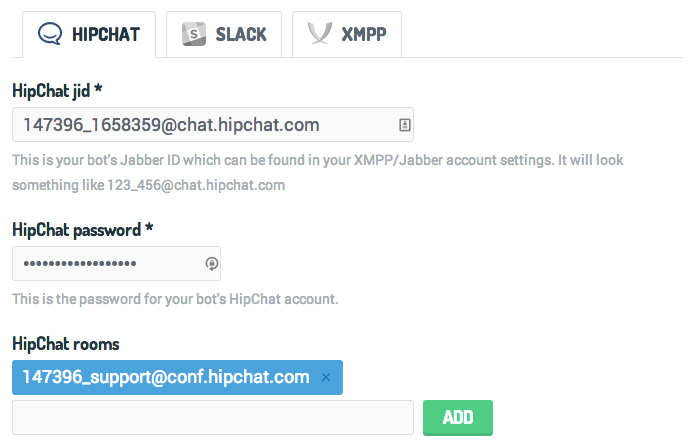 HIPCHAT SLACK XMPP
HipChat jid *
147396_1658359@chat.hipchat.com
This is your bot's Jabber ID which can be found in your XMPP/Jabber account settings. It will look
something like 123_456@chat.hipchat.com
HipChat password *
••••••••••••••••••
This is the password for your bot's HipChat account.
HipChat rooms
147396_support@conf.hipchat.com ×
ADD